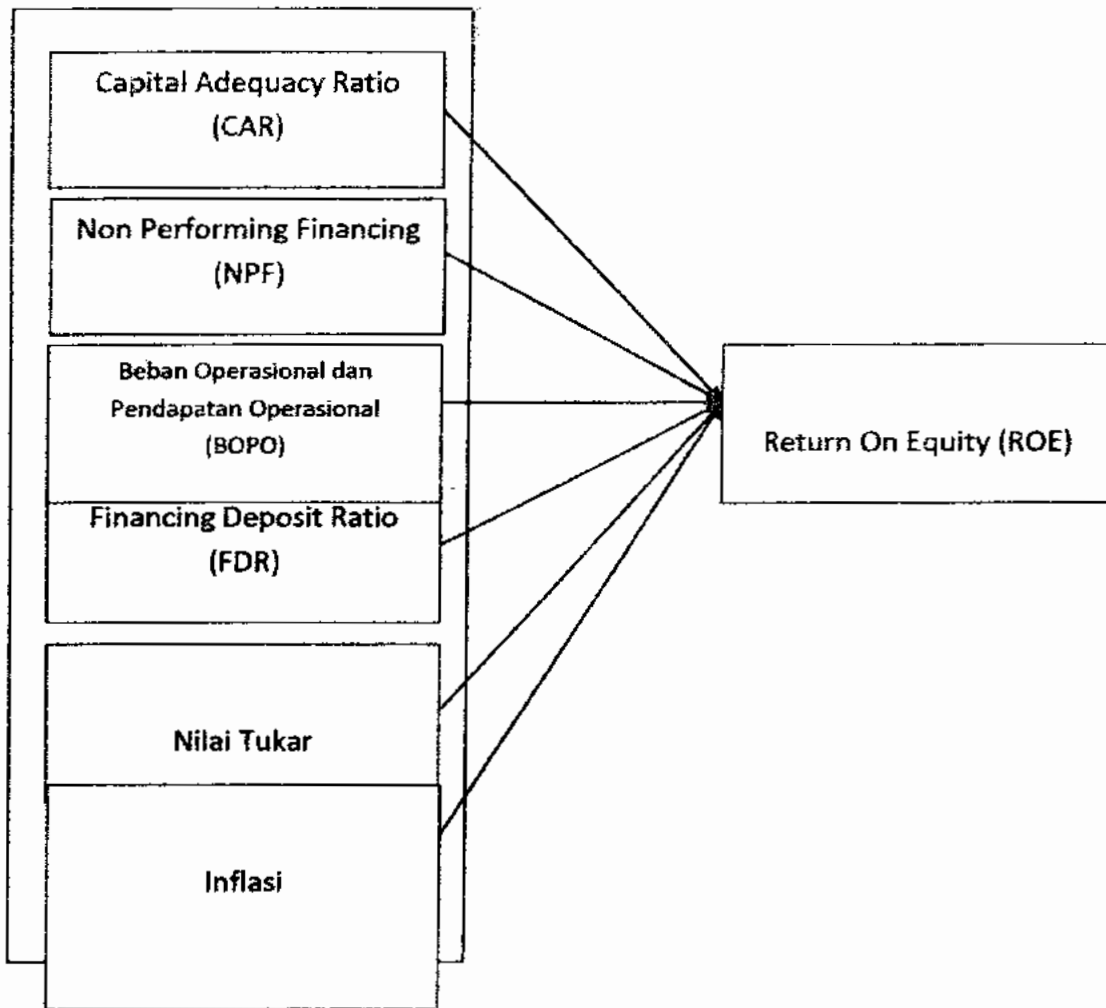 Capital Adequacy Ratio
(CAR)
Non Performing Financing
(NPF)
Beban Operasional dan
Pendapatan Operasional
(BOPO)
Financing Deposit Ratio
(FDR)
Nilai Tukar
Inflasi
Return On Equity (ROE)